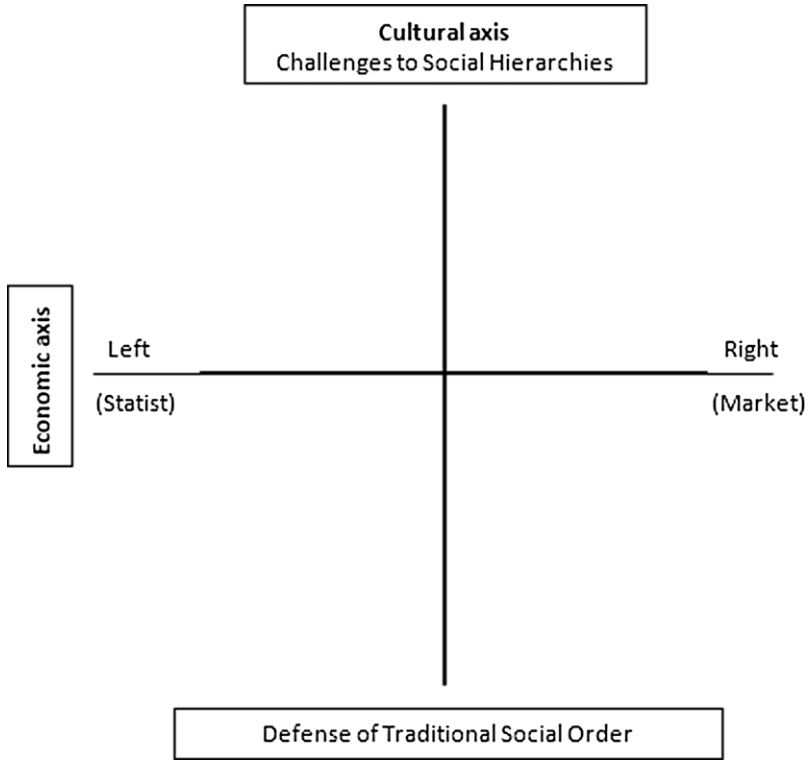 Cultural axis
Challenges to Social Hierarchies
Economic axis
Left
Right
(Statist)
(Market)
Defense of Traditional Social Order